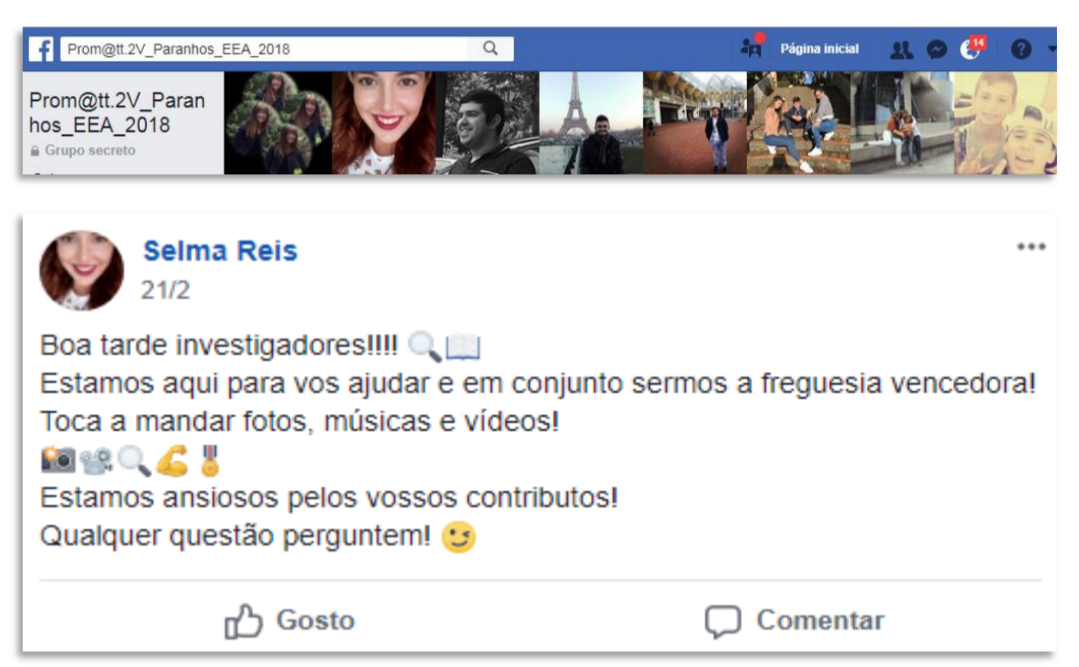 Prom@tt.2V_Paranhos_EEA_2018
Página inicial
14
?
Prom@tt.2V_Paran
hos_EEA_2018
Grupo secreto
Selma Reis
21/2
Boa tarde investigadores!!!! 🔍📖
Estamos aqui para vos ajudar e em conjunto sermos a freguesia vencedora!
Toca a mandar fotos, músicas e vídeos!
📸📽🔍💪🏅
Estamos ansiosos pelos vossos contributos!
Qualquer questão perguntem! 😉
Gosto
Comentar